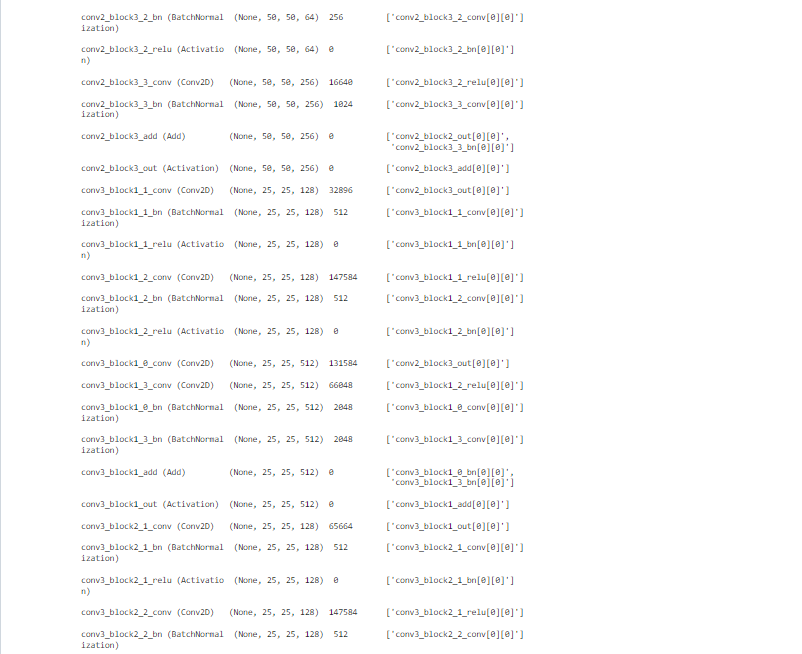 conv2_block3_2_bn (BatchNormal  (None, 50, 50, 64)  256         ['conv2_block3_2_conv[0][0]']
ization)
conv2_block3_2_relu (Activatio  (None, 50, 50, 64)  0           ['conv2_block3_2_bn[0][0]']
n)
conv2_block3_3_conv (Conv2D)   (None, 50, 50, 256)  16640       ['conv2_block3_2_relu[0][0]']
conv2_block3_3_bn (BatchNormal  (None, 50, 50, 256)  1024       ['conv2_block3_3_conv[0][0]']
ization)
conv2_block3_add (Add)         (None, 50, 50, 256)  0           ['conv2_block2_out[0][0]',
'conv2_block3_3_bn[0][0]']
conv2_block3_out (Activation)  (None, 50, 50, 256)  0           ['conv2_block3_add[0][0]']
conv3_block1_1_conv (Conv2D)   (None, 25, 25, 128)  32896       ['conv2_block3_out[0][0]']
conv3_block1_1_bn (BatchNormal  (None, 25, 25, 128)  512        ['conv3_block1_1_conv[0][0]']
ization)
conv3_block1_1_relu (Activatio  (None, 25, 25, 128)  0          ['conv3_block1_1_bn[0][0]']
n)
conv3_block1_2_conv (Conv2D)   (None, 25, 25, 128)  147584      ['conv3_block1_1_relu[0][0]']
conv3_block1_2_bn (BatchNormal  (None, 25, 25, 128)  512        ['conv3_block1_2_conv[0][0]']
ization)
conv3_block1_2_relu (Activatio  (None, 25, 25, 128)  0          ['conv3_block1_2_bn[0][0]']
n)
conv3_block1_0_conv (Conv2D)   (None, 25, 25, 512)  131584      ['conv2_block3_out[0][0]']
conv3_block1_3_conv (Conv2D)   (None, 25, 25, 512)  66048       ['conv3_block1_2_relu[0][0]']
conv3_block1_0_bn (BatchNormal  (None, 25, 25, 512)  2048       ['conv3_block1_0_conv[0][0]']
ization)
conv3_block1_3_bn (BatchNormal  (None, 25, 25, 512)  2048       ['conv3_block1_3_conv[0][0]']
ization)
conv3_block1_add (Add)         (None, 25, 25, 512)  0           ['conv3_block1_0_bn[0][0]',
'conv3_block1_3_bn[0][0]']
conv3_block1_out (Activation)  (None, 25, 25, 512)  0           ['conv3_block1_add[0][0]']
conv3_block2_1_conv (Conv2D)   (None, 25, 25, 128)  65664       ['conv3_block1_out[0][0]']
conv3_block2_1_bn (BatchNormal  (None, 25, 25, 128)  512        ['conv3_block2_1_conv[0][0]']
ization)
conv3_block2_1_relu (Activatio  (None, 25, 25, 128)  0          ['conv3_block2_1_bn[0][0]']
n)
conv3_block2_2_conv (Conv2D)   (None, 25, 25, 128)  147584      ['conv3_block2_1_relu[0][0]']
conv3_block2_2_bn (BatchNormal  (None, 25, 25, 128)  512        ['conv3_block2_2_conv[0][0]']
ization)